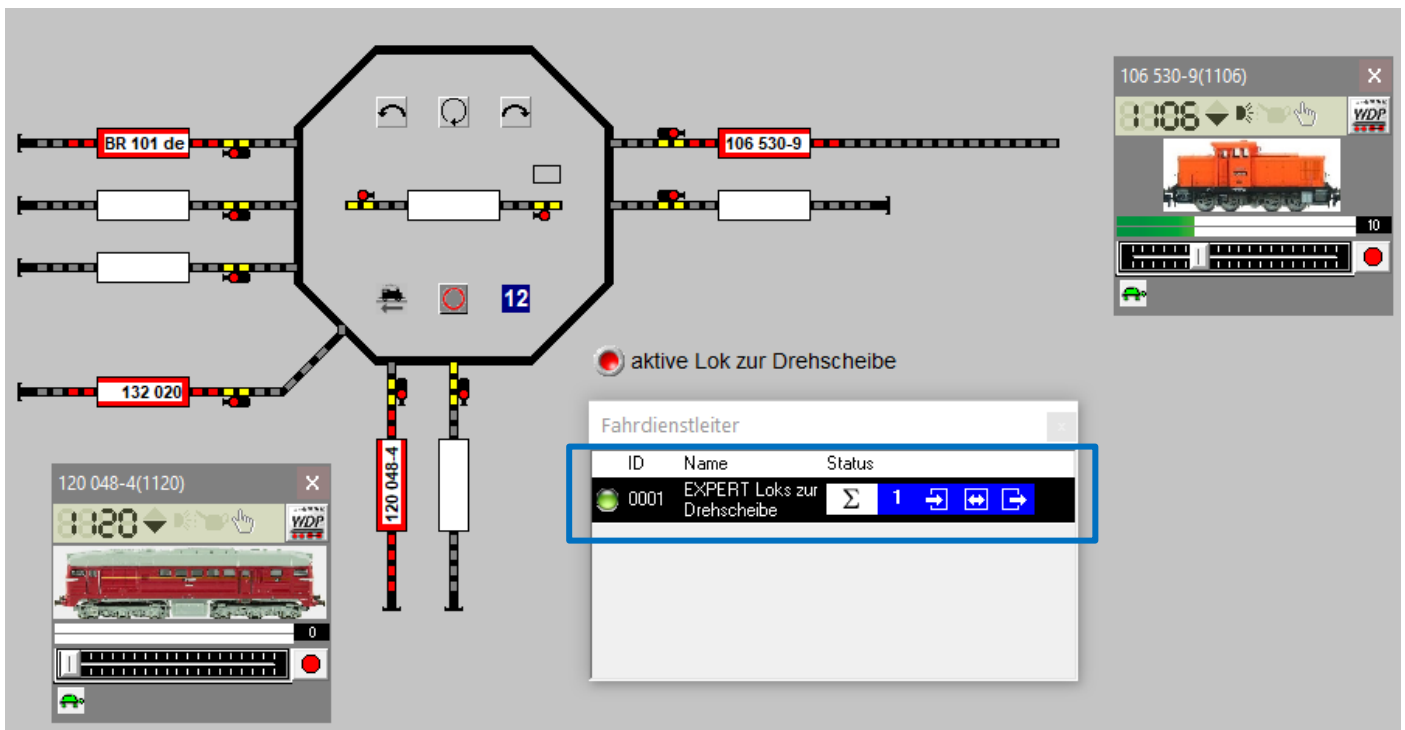 106 530-9(1106)
1106
WDP
BR 101 de
106 530-9
10
12
132 020
aktive Lok zur Drehscheibe
Fahrdienstleiter
ID Name Status
0001 EXPERT Loks zur
Drehscheibe Σ 1
120 048-4
120 048-4(1120)
1120
WDP
0